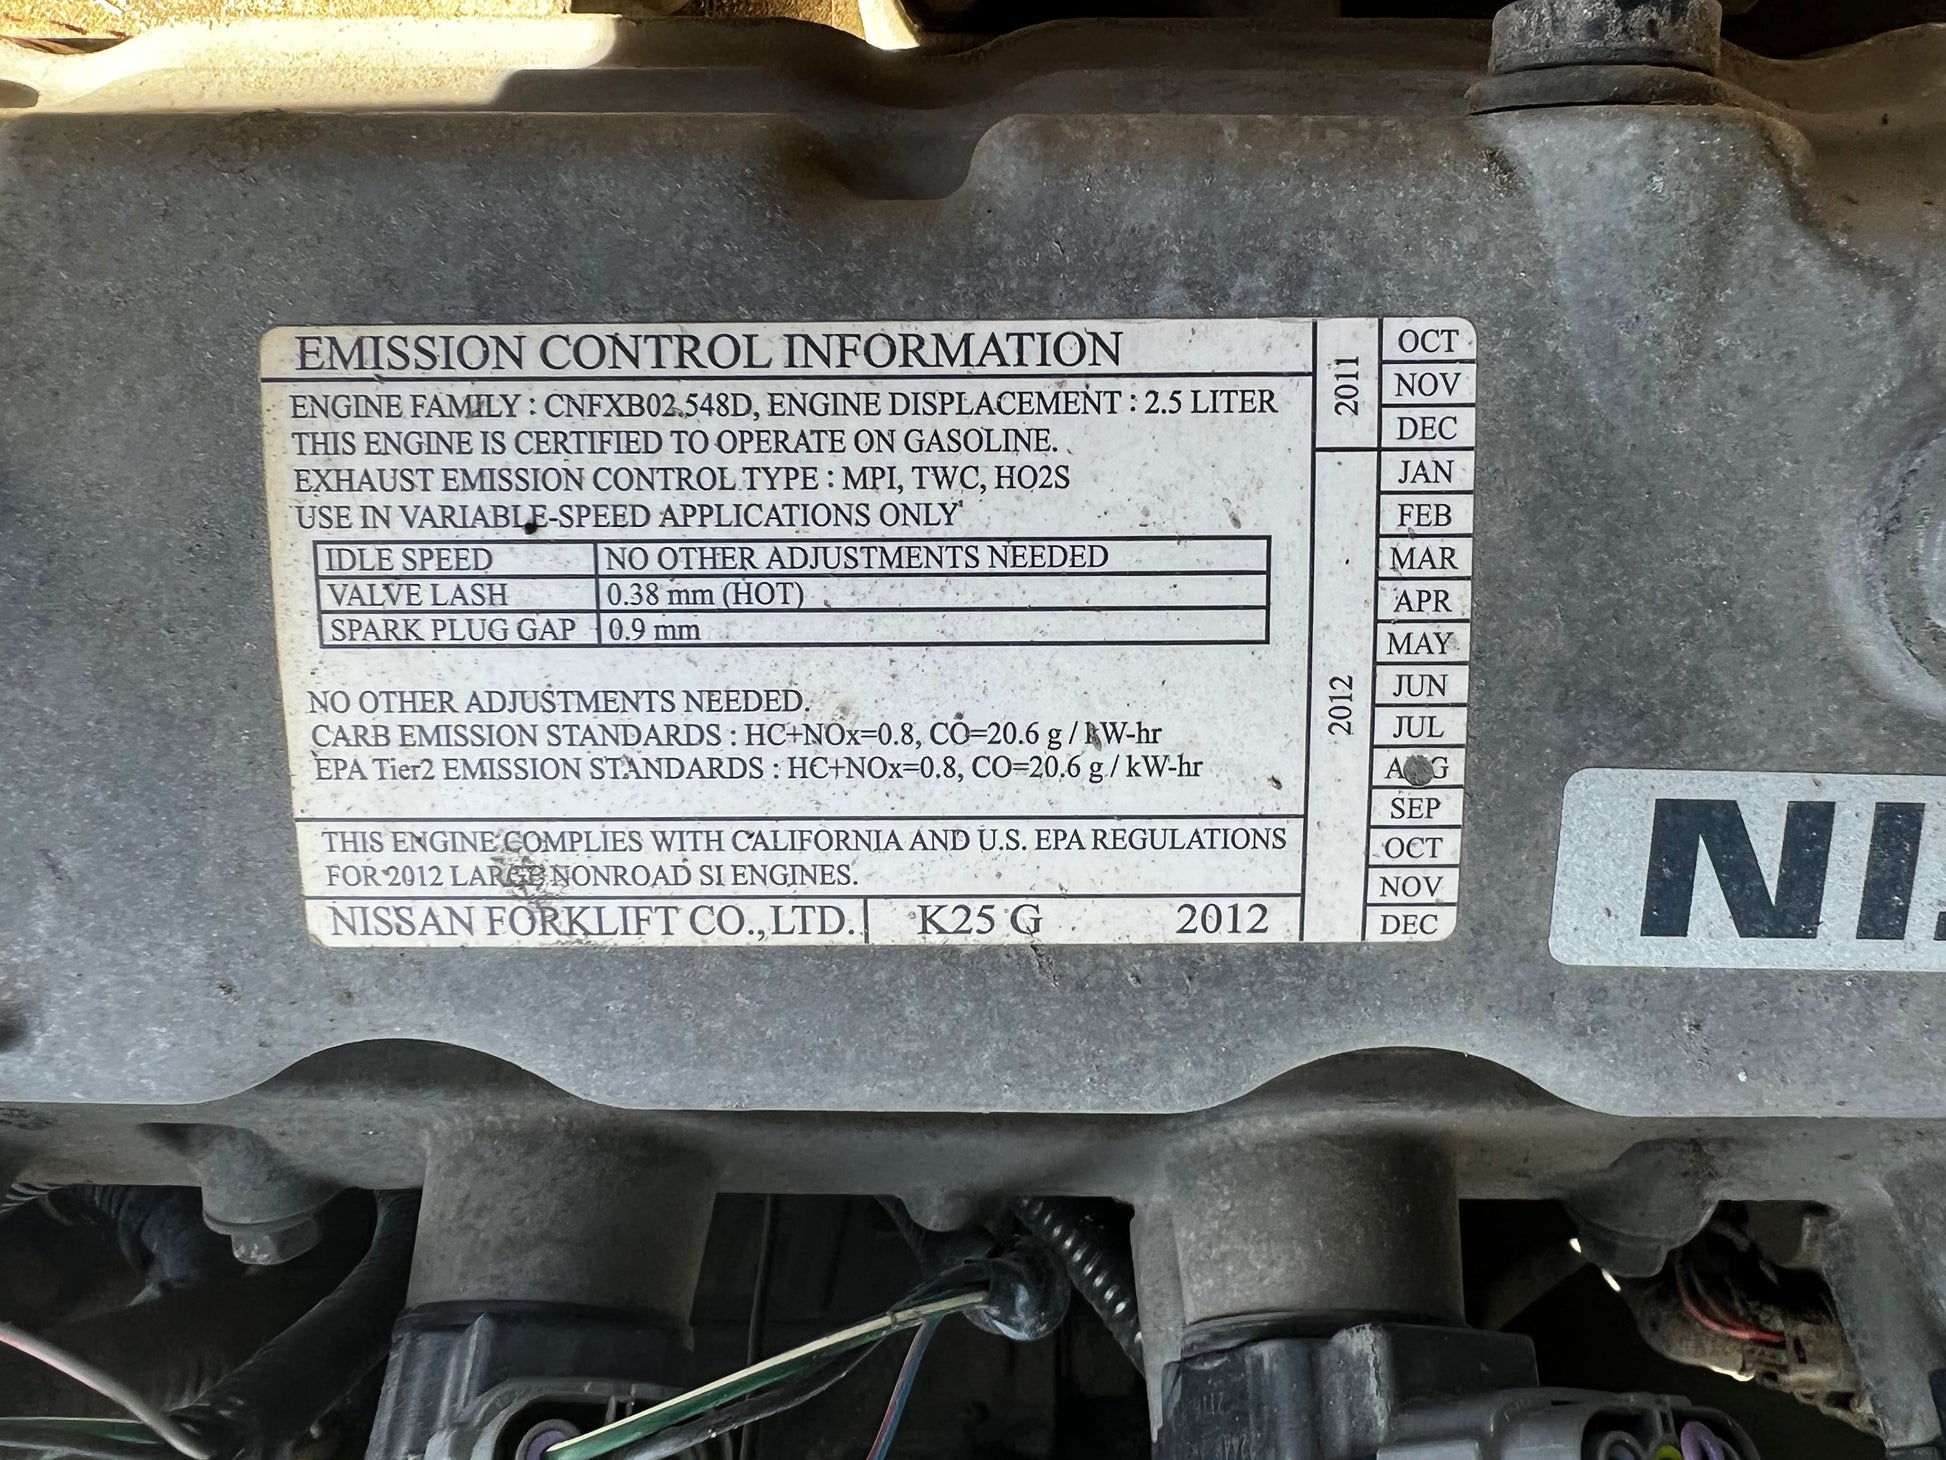 EMISSION CONTROL INFORMATION
ENGINE FAMILY : CNFXB02.548D, ENGINE DISPLACEMENT : 2.5 LITER
THIS ENGINE IS CERTIFIED TO OPERATE ON GASOLINE.
EXHAUST EMISSION CONTROL TYPE : MPI, TWC, HO2S
USE IN VARIABLE-SPEED APPLICATIONS ONLY
IDLE SPEED NO OTHER ADJUSTMENTS NEEDED
VALVE LASH 0.38 mm (HOT)
SPARK PLUG GAP 0.9 mm
NO OTHER ADJUSTMENTS NEEDED.
CARB EMISSION STANDARDS : HC+NOx=0.8, CO=20.6 g / kW-hr
EPA Tier2 EMISSION STANDARDS : HC+NOx=0.8, CO=20.6 g / kW-hr
THIS ENGINE COMPLIES WITH CALIFORNIA AND U.S. EPA REGULATIONS
FOR 2012 LARGE NONROAD SI ENGINES.
NISSAN FORKLIFT CO., LTD. K25 G 2012
2011
OCT
NOV
DEC
2012
JAN
FEB
MAR
APR
MAY
JUN
JUL
AUG
SEP
OCT
NOV
DEC
NI